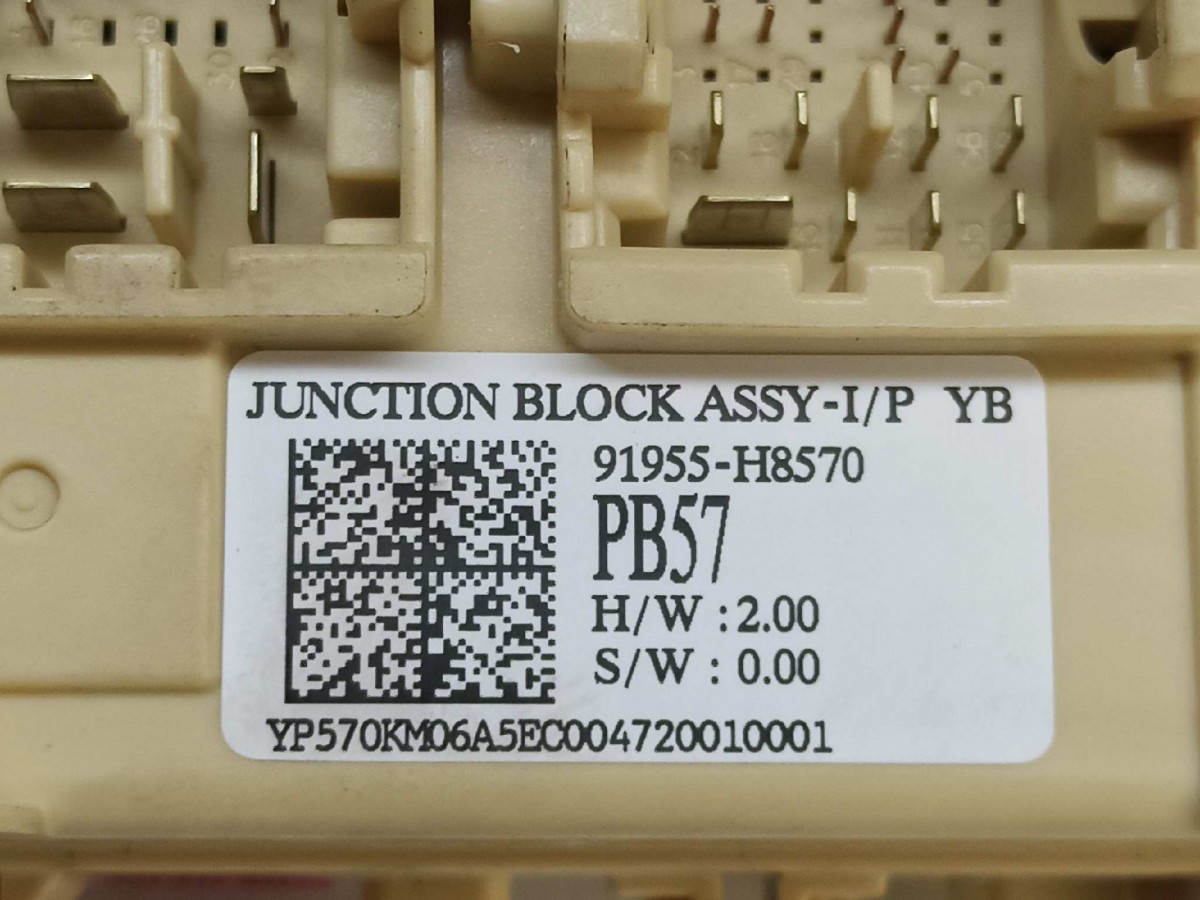 JUNCTION BLOCK ASSY-I/P YB
91955-H8570
PB57
H/W : 2.00
S/W : 0.00
YP570KM06A5EC004720010001